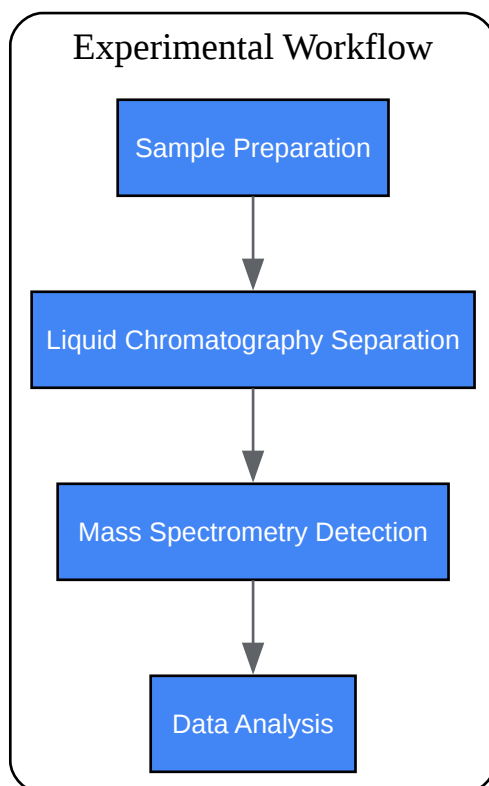 Experimental Workflow
Sample Preparation
Liquid Chromatography Separation
Mass Spectrometry Detection
Data Analysis